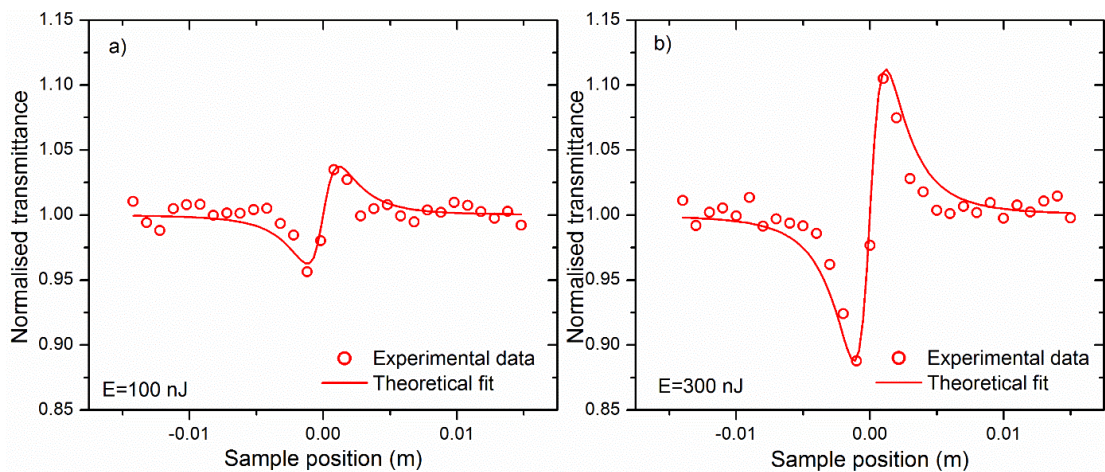 a)
1.15
1.10
1.05
1.00
0.95
0.90
0.85
Normalised transmittance
Experimental data
Theoretical fit
E=100 nJ
-0.01
0.00
0.01
Sample position (m)
b)
1.15
1.10
1.05
1.00
0.95
0.90
0.85
Normalised transmittance
Experimental data
Theoretical fit
E=300 nJ
-0.01
0.00
0.01
Sample position (m)